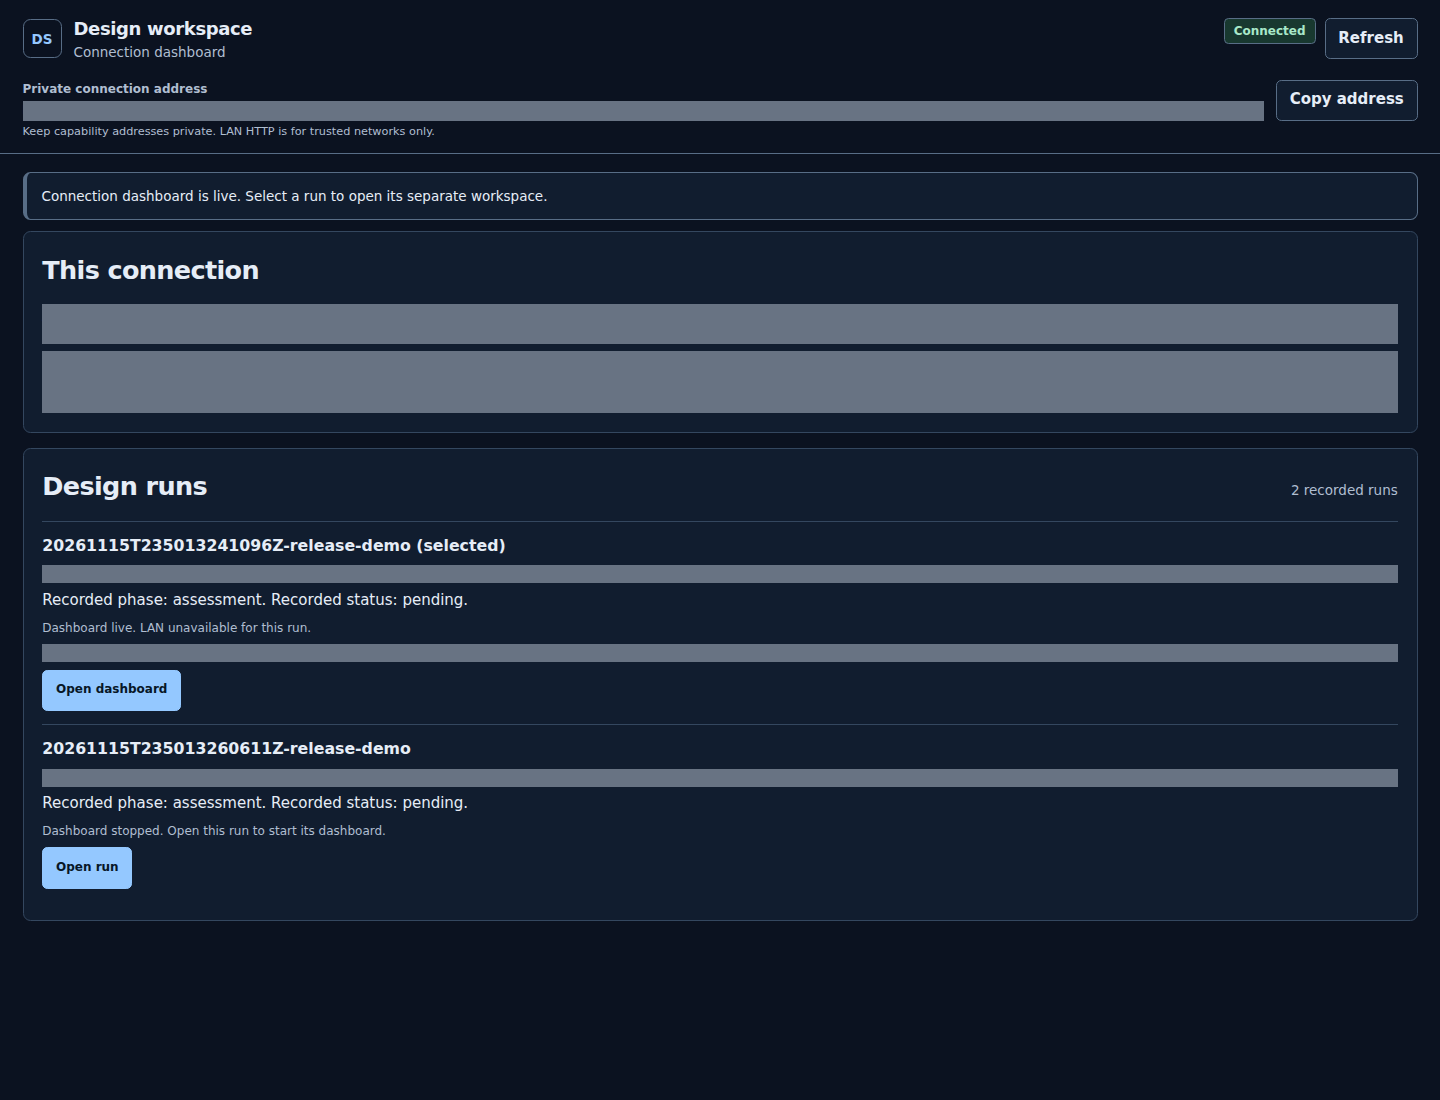 DS
Design workspace
Connection dashboard
Connected
Refresh
Private connection address
Copy address
Keep capability addresses private. LAN HTTP is for trusted networks only.
Connection dashboard is live. Select a run to open its separate workspace.
This connection
Design runs
2 recorded runs
20261115T235013241096Z-release-demo (selected)
Recorded phase: assessment. Recorded status: pending.
Dashboard live. LAN unavailable for this run.
Open dashboard
20261115T235013260611Z-release-demo
Recorded phase: assessment. Recorded status: pending.
Dashboard stopped. Open this run to start its dashboard.
Open run